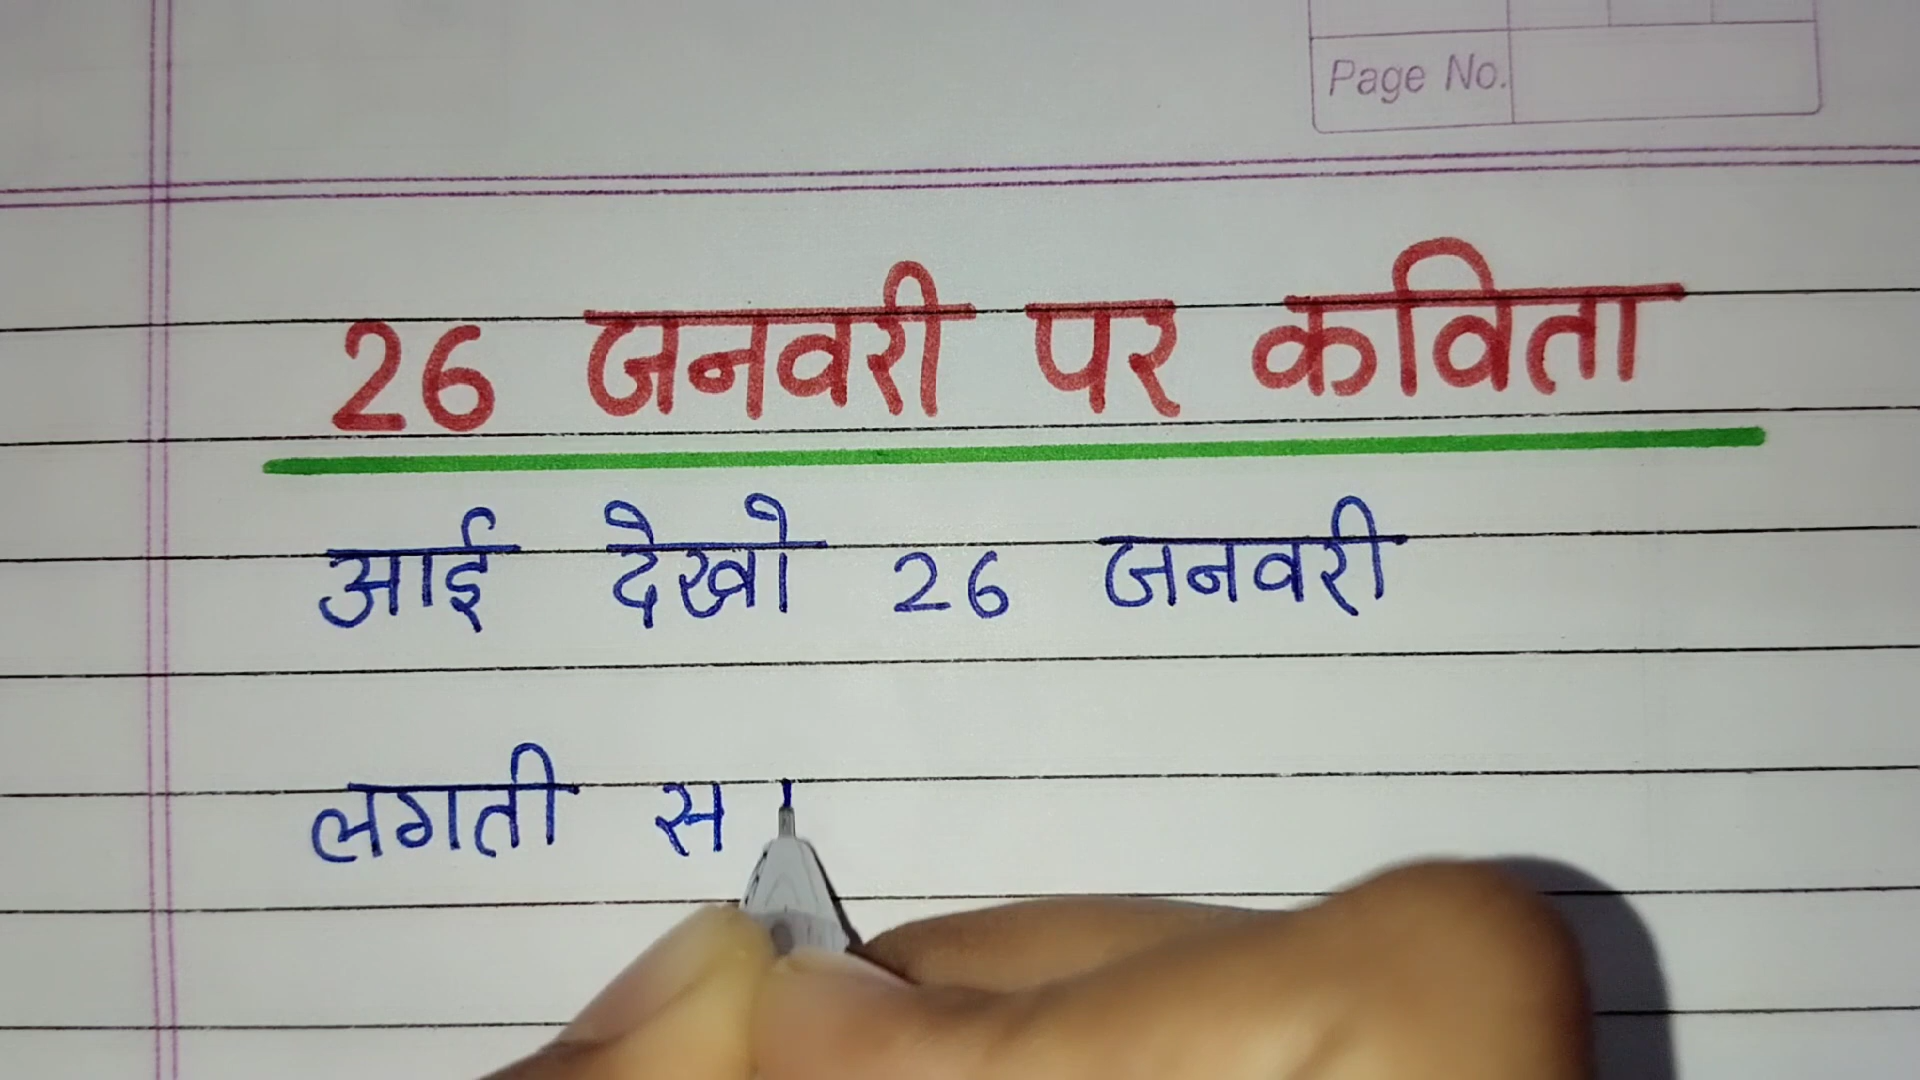 Page No.
26 जनवरी पर कविता
आई देखो 26 जनवरी
लगती स